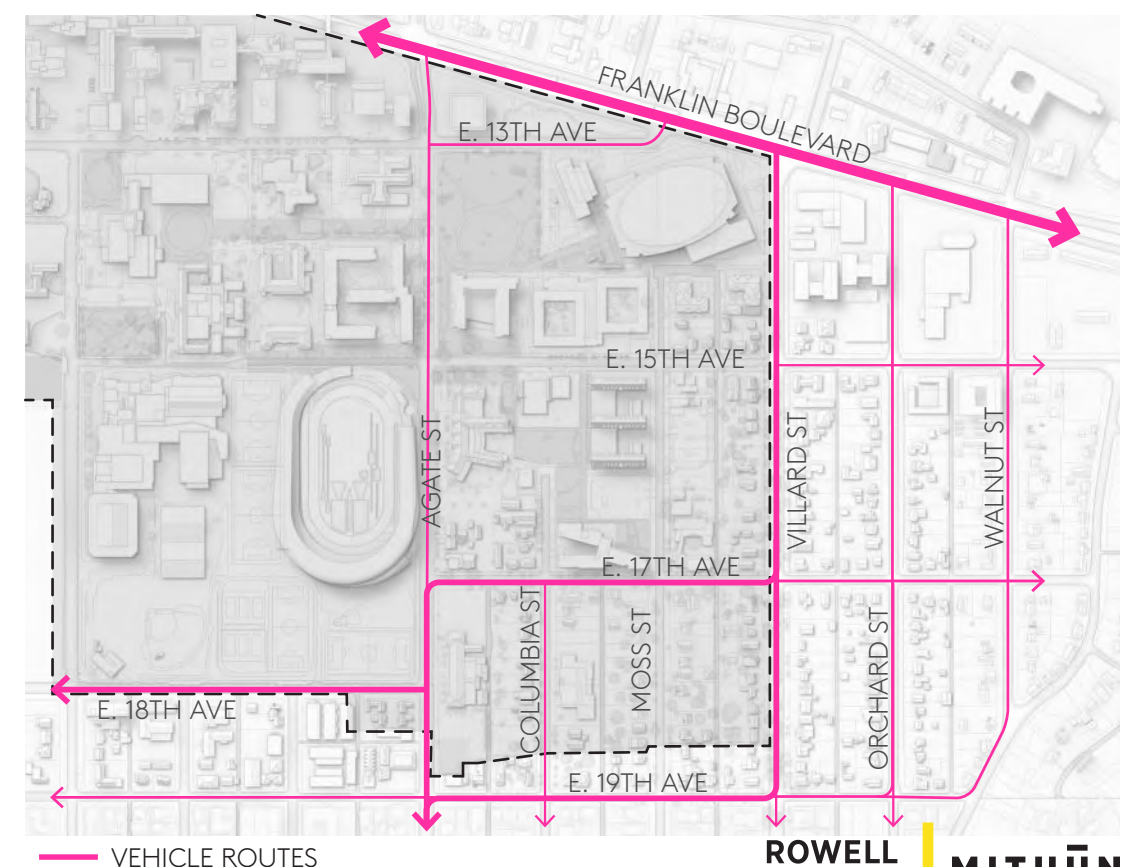 FRANKLIN BOULEVARD
E. 13TH AVE
E. 15TH AVE
AGATE ST
VILLARD ST
WALNUT ST
E. 17TH AVE
COLUMBIA ST
MOSS ST
ORCHARD ST
E. 18TH AVE
E. 19TH AVE
VEHICLE ROUTES
ROWELL